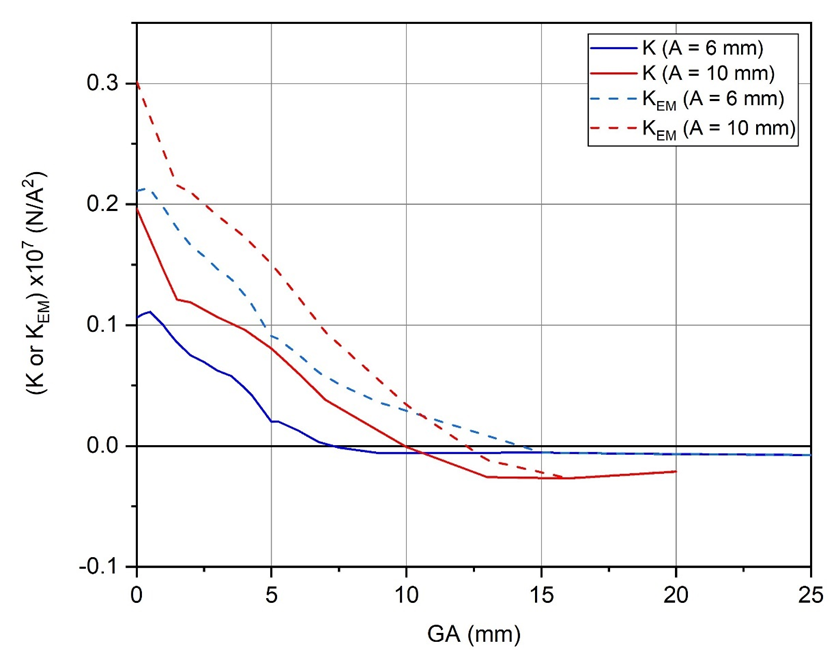 K (A = 6 mm)
K (A = 10 mm)
K_EM (A = 6 mm)
K_EM (A = 10 mm)
(K or K_EM) x10^7 (N/A^2)
0.3
0.2
0.1
0.0
-0.1
0 5 10 15 20 25
GA (mm)